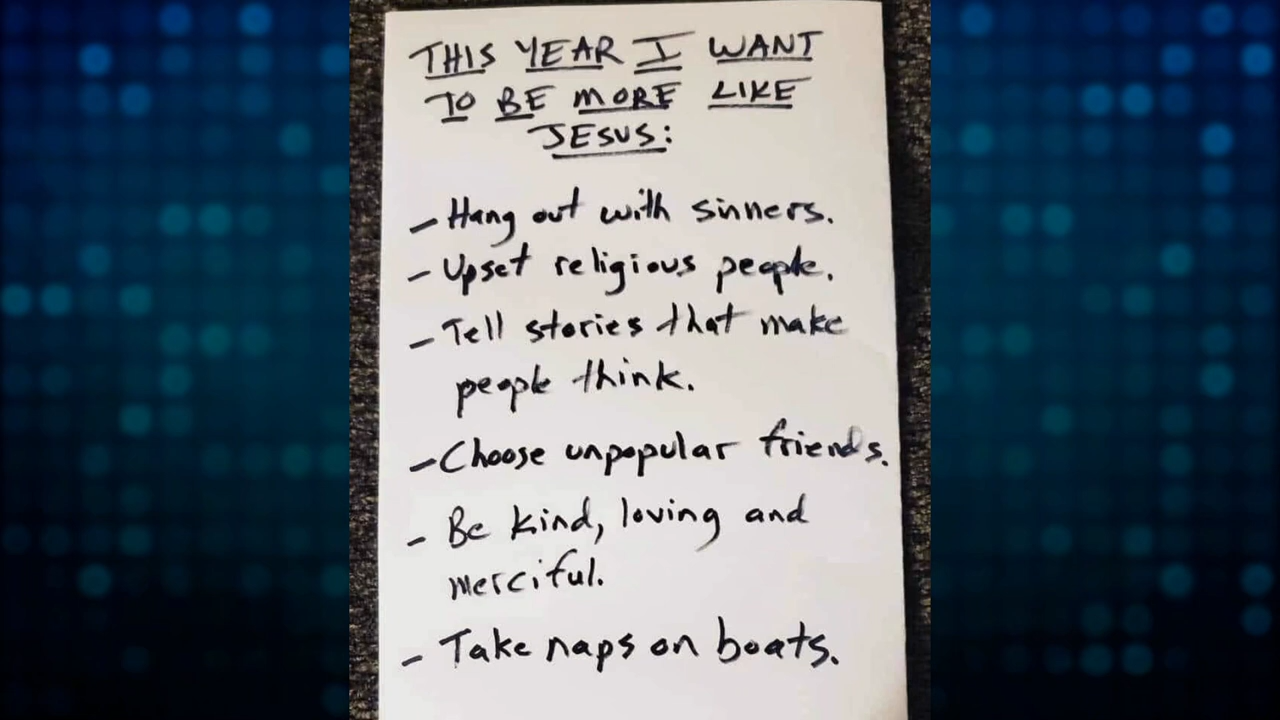 THIS YEAR I WANT
TO BE MORE LIKE
JESUS:
- Hang out with sinners.
- Upset religious people.
- Tell stories that make
people think.
- Choose unpopular friends.
- Be kind, loving and
merciful.
- Take naps on boats.